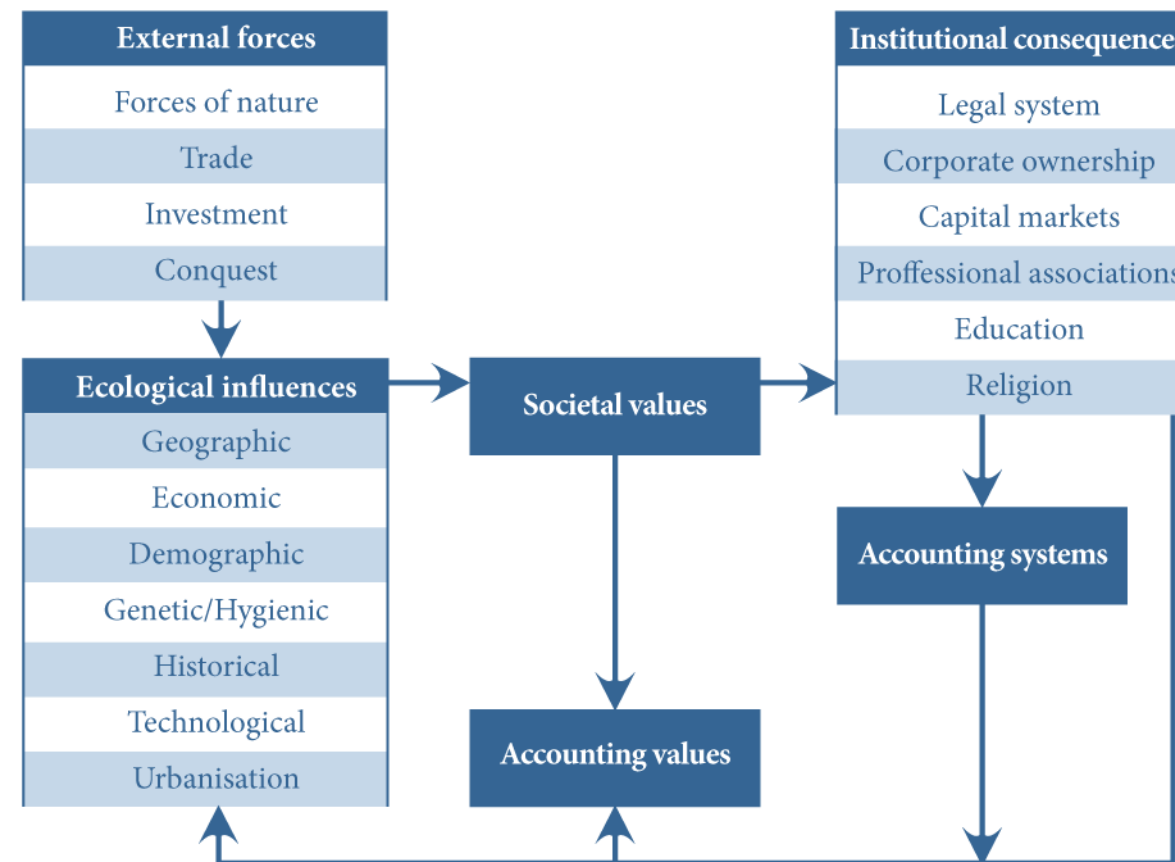 External forces
Forces of nature
Trade
Investment
Conquest
Ecological influences
Geographic
Economic
Demographic
Genetic/Hygienic
Historical
Technological
Urbanisation
Societal values
Accounting values
Institutional consequence
Legal system
Corporate ownership
Capital markets
Proffessional associations
Education
Religion
Accounting systems